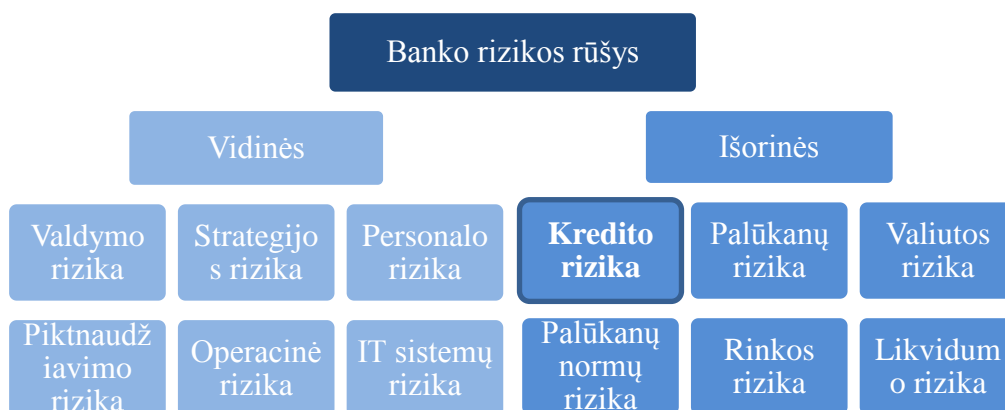 Banko rizikos rūšys
Vidinės
Išorinės
Valdymo
rizika
Strategijo
s rizika
Personalo
rizika
Kredito
rizika
Palūkanų
rizika
Valiutos
rizika
Piktnaudž
iavimo
rizika
Operacinė
rizika
IT sistemų
rizika
Palūkanų
normų
rizika
Rinkos
rizika
Likvidum
o rizika